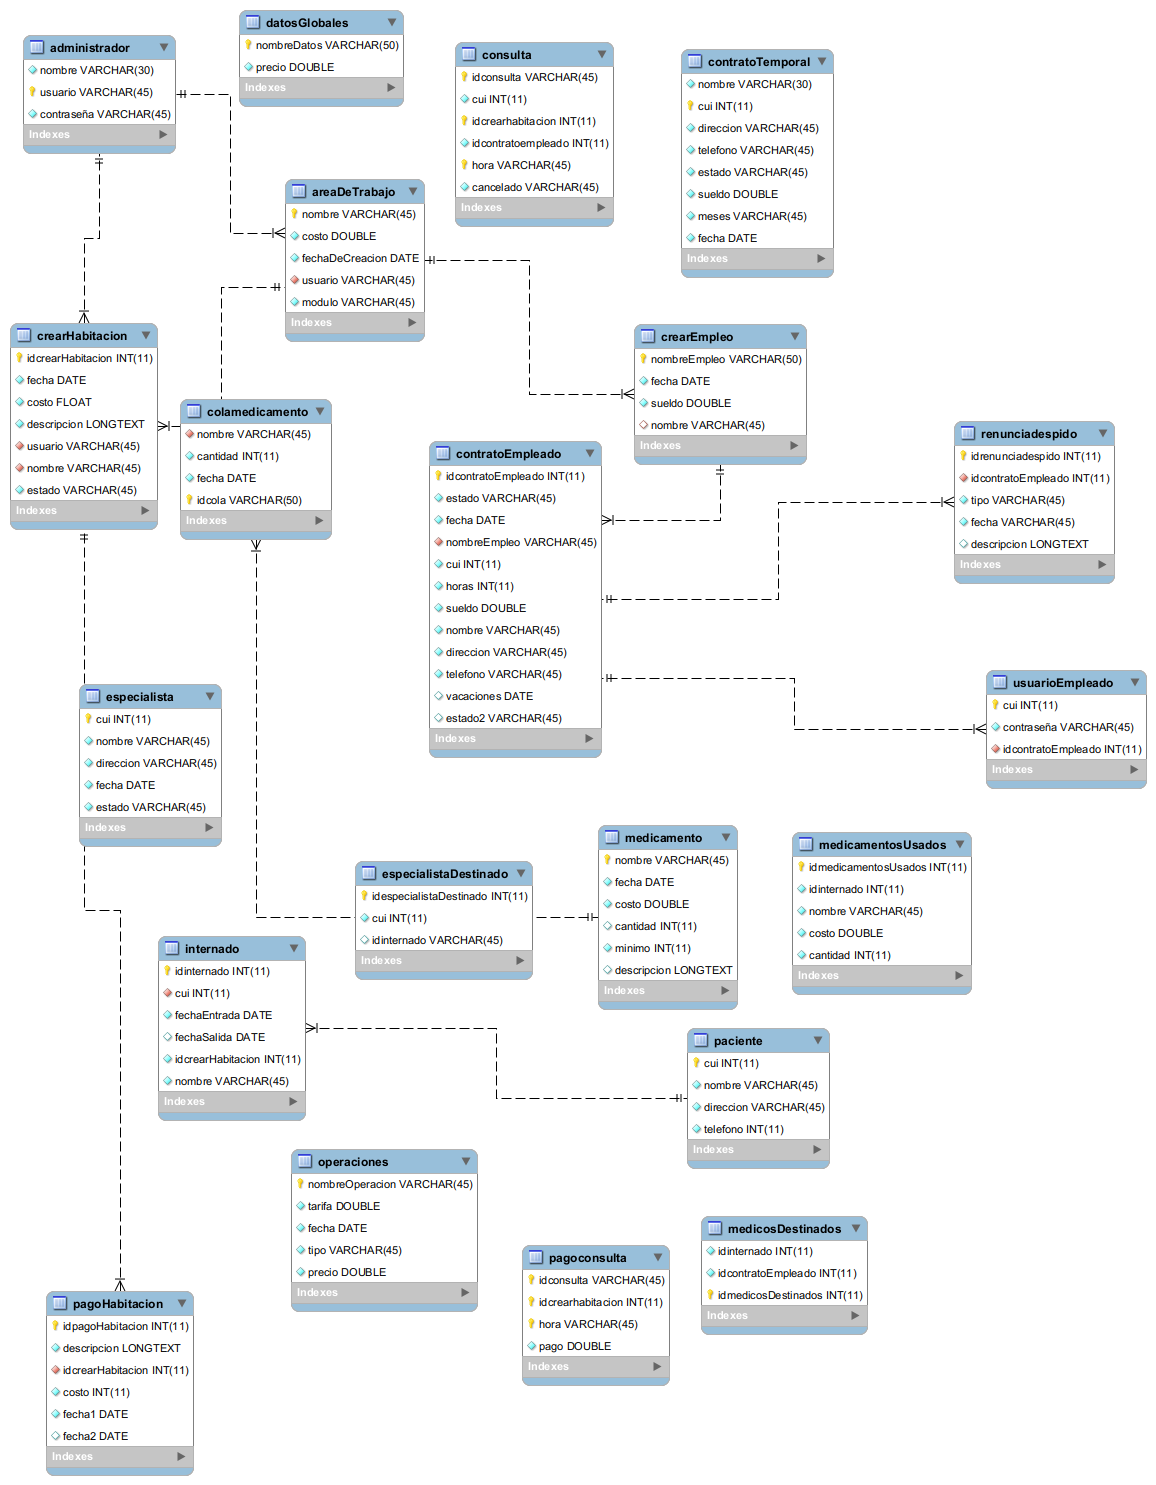 administrador
nombre VARCHAR(30)
usuario VARCHAR(45)
contraseña VARCHAR(45)
Indexes
datosGlobales
nombreDatos VARCHAR(50)
precio DOUBLE
Indexes
consulta
idconsulta VARCHAR(45)
cui INT(11)
idcrearhabitacion INT(11)
idcontratoempleado INT(11)
hora VARCHAR(45)
cancelado VARCHAR(45)
Indexes
contratoTemporal
nombre VARCHAR(30)
cui INT(11)
direccion VARCHAR(45)
telefono VARCHAR(45)
estado VARCHAR(45)
sueldo DOUBLE
meses VARCHAR(45)
fecha DATE
Indexes
areaDeTrabajo
nombre VARCHAR(45)
costo DOUBLE
fechaDeCreacion DATE
usuario VARCHAR(45)
modulo VARCHAR(45)
Indexes
crearHabitacion
idcrearHabitacion INT(11)
fecha DATE
costo FLOAT
descripcion LONGTEXT
usuario VARCHAR(45)
nombre VARCHAR(45)
estado VARCHAR(45)
Indexes
colamedicamento
nombre VARCHAR(45)
cantidad INT(11)
fecha DATE
idcola VARCHAR(50)
Indexes
crearEmpleo
nombreEmpleo VARCHAR(50)
fecha DATE
sueldo DOUBLE
nombre VARCHAR(45)
Indexes
contratoEmpleado
idcontratoEmpleado INT(11)
estado VARCHAR(45)
fecha DATE
nombreEmpleo VARCHAR(45)
cui INT(11)
horas INT(11)
sueldo DOUBLE
nombre VARCHAR(45)
direccion VARCHAR(45)
telefono VARCHAR(45)
vacaciones DATE
estado2 VARCHAR(45)
Indexes
renunciadespido
idrenunciadespido INT(11)
idcontratoEmpleado INT(11)
tipo VARCHAR(45)
fecha VARCHAR(45)
descripcion LONGTEXT
Indexes
usuarioEmpleado
cui INT(11)
contraseña VARCHAR(45)
idcontratoEmpleado INT(11)
Indexes
especialista
cui INT(11)
nombre VARCHAR(45)
direccion VARCHAR(45)
fecha DATE
estado VARCHAR(45)
Indexes
especialistaDestinado
idespecialistaDestinado INT(11)
cui INT(11)
idinternado VARCHAR(45)
Indexes
medicamento
nombre VARCHAR(45)
fecha DATE
costo DOUBLE
cantidad INT(11)
minimo INT(11)
descripcion LONGTEXT
Indexes
medicamentosUsados
idmedicamentosUsados INT(11)
idinternado INT(11)
nombre VARCHAR(45)
costo DOUBLE
cantidad INT(11)
Indexes
internado
idinternado INT(11)
cui INT(11)
fechaEntrada DATE
fechaSalida DATE
idcrearHabitacion INT(11)
nombre VARCHAR(45)
Indexes
paciente
cui INT(11)
nombre VARCHAR(45)
direccion VARCHAR(45)
telefono INT(11)
Indexes
operaciones
nombreOperacion VARCHAR(45)
tarifa DOUBLE
fecha DATE
tipo VARCHAR(45)
precio DOUBLE
Indexes
medicosDestinados
idinternado INT(11)
idcontratoEmpleado INT(11)
idmedicosDestinados INT(11)
Indexes
pagoconsulta
idconsulta VARCHAR(45)
idcrearhabitacion INT(11)
hora VARCHAR(45)
pago DOUBLE
Indexes
pagoHabitacion
idpagoHabitacion INT(11)
descripcion LONGTEXT
idcrearHabitacion INT(11)
costo INT(11)
fecha1 DATE
fecha2 DATE
Indexes